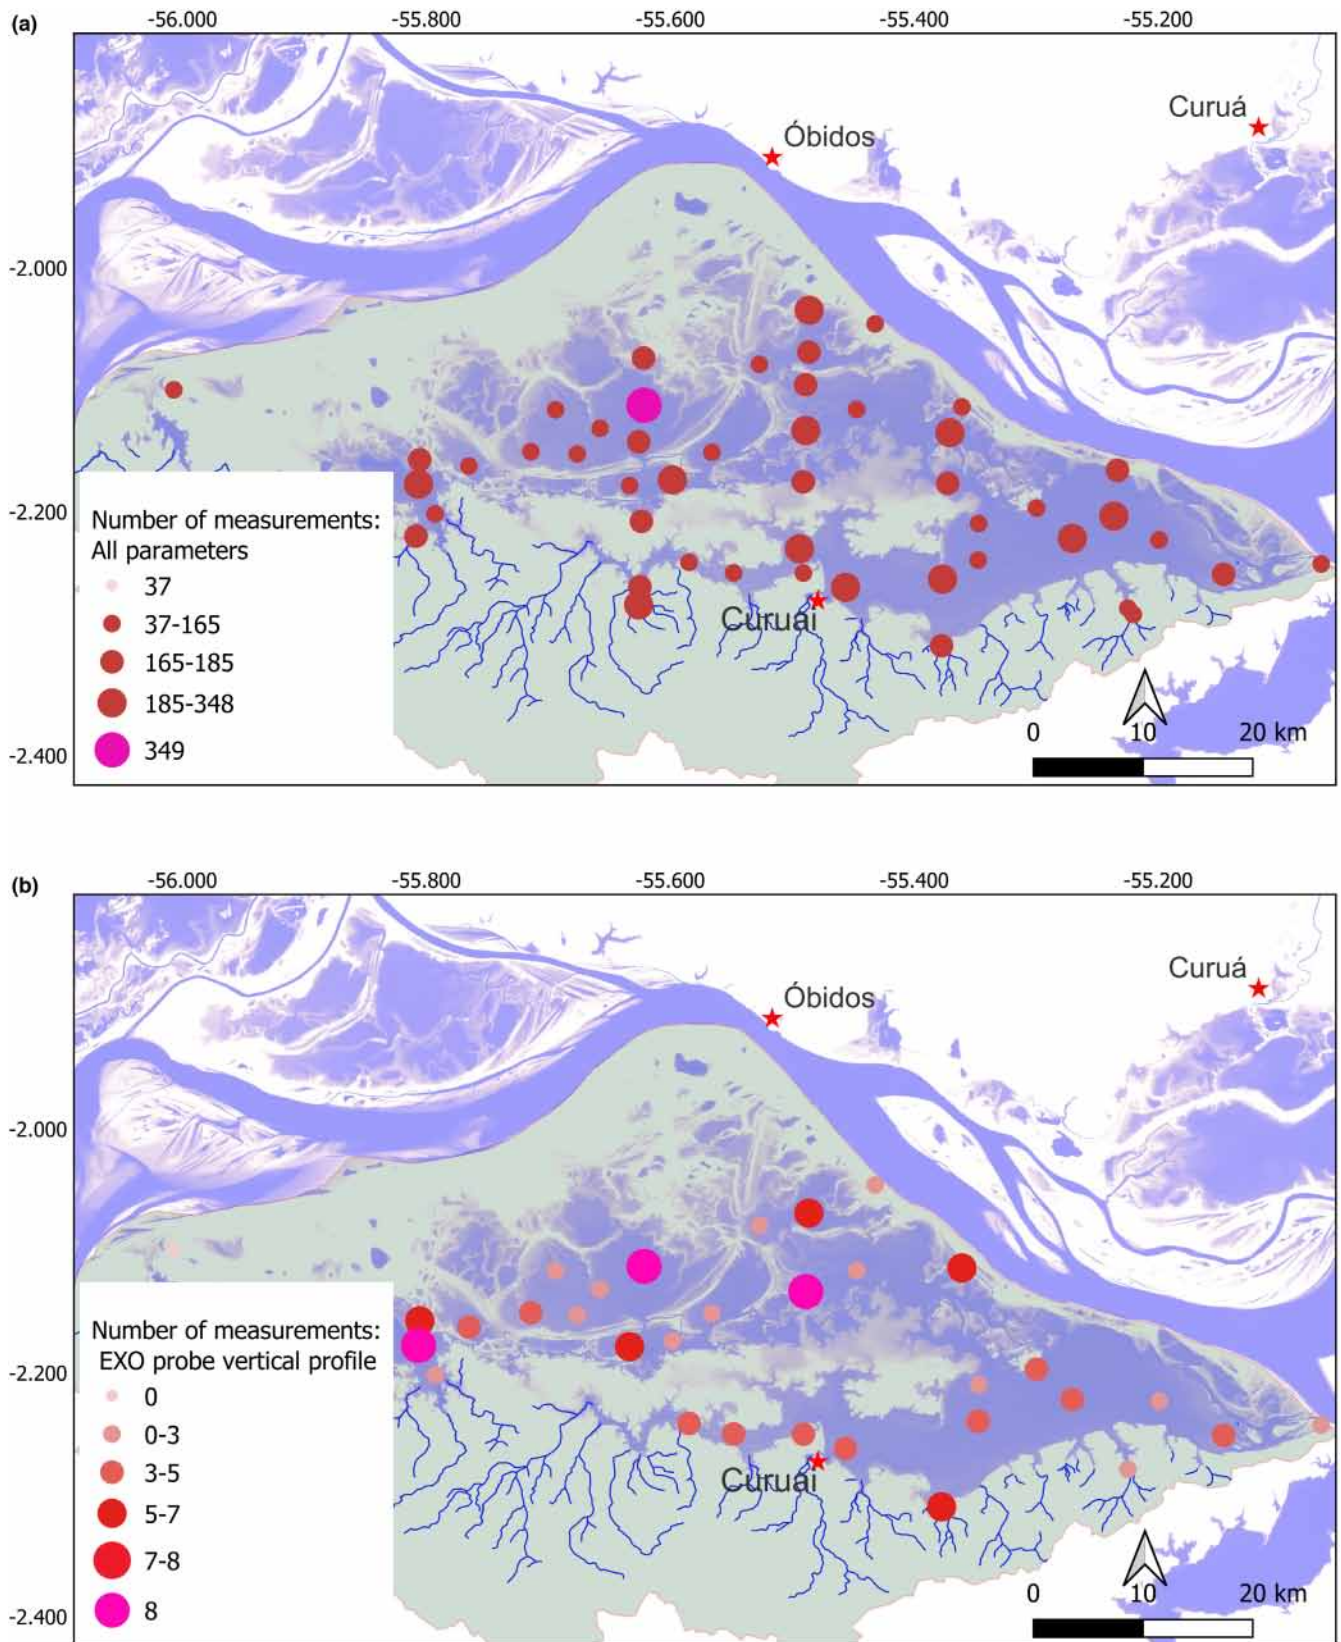 (a)
-56.000 -55.800 -55.600 -55.400 -55.200
Curuá
Óbidos
-2.000
-2.200
-2.400
Number of measurements:
All parameters
37
37-165
165-185
185-348
349
Curuai
0 10 20 km
(b)
-56.000 -55.800 -55.600 -55.400 -55.200
Curuá
Óbidos
-2.000
-2.200
-2.400
Number of measurements:
EXO probe vertical profile
0
0-3
3-5
5-7
7-8
8
Curuai
0 10 20 km